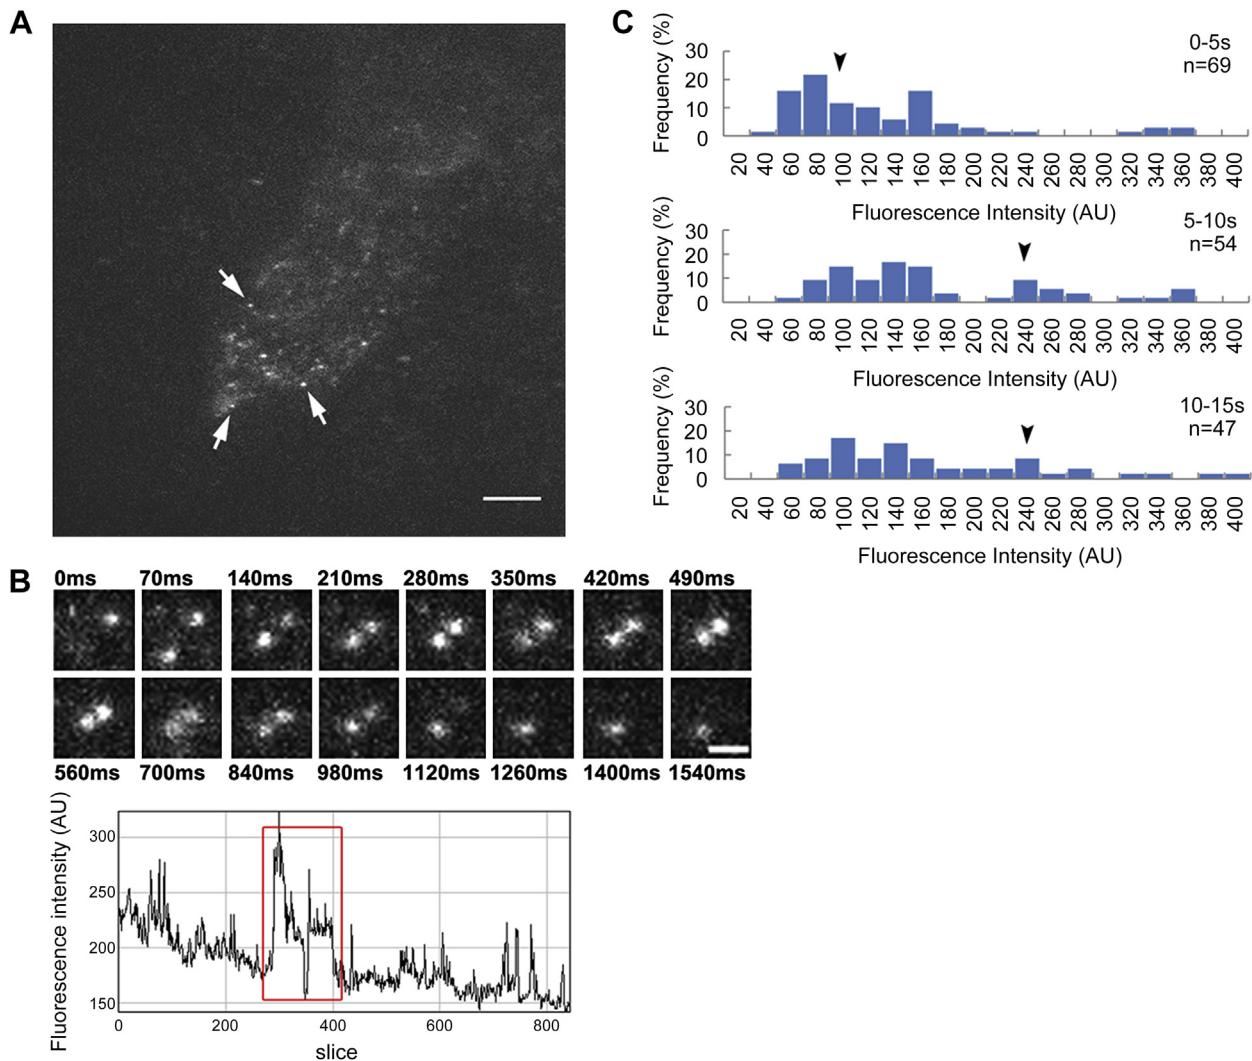 A
B
0ms 70ms 140ms 210ms 280ms 350ms 420ms 490ms
560ms 700ms 840ms 980ms 1120ms 1260ms 1400ms 1540ms
Fluorescence intensity (AU)
300
250
200
150
0 200 400 600 800
slice
C
Frequency (%)
30
20
10
0
0-5s
n=69
20 40 60 80 100 120 140 160 180 200 220 240 260 280 300 320 340 360 380 400
Fluorescence Intensity (AU)
Frequency (%)
30
20
10
0
5-10s
n=54
20 40 60 80 100 120 140 160 180 200 220 240 260 280 300 320 340 360 380 400
Fluorescence Intensity (AU)
Frequency (%)
30
20
10
0
10-15s
n=47
20 40 60 80 100 120 140 160 180 200 220 240 260 280 300 320 340 360 380 400
Fluorescence Intensity (AU)